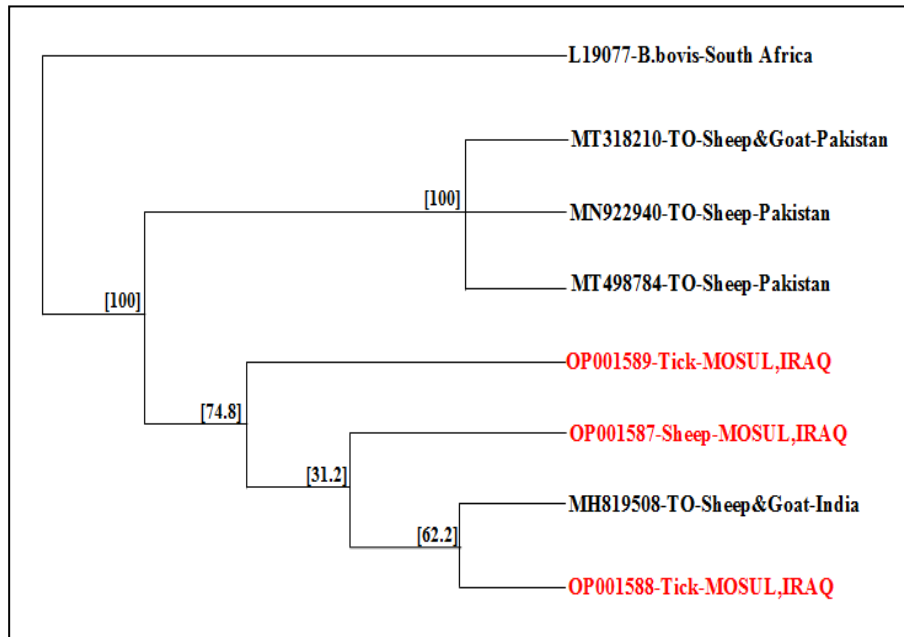 L19077-B.bovis-South Africa
MT318210-TO-Sheep&Goat-Pakistan
[100]
MN922940-TO-Sheep-Pakistan
MT498784-TO-Sheep-Pakistan
[100]
OP001589-Tick-MOSUL,IRAQ
[74.8]
OP001587-Sheep-MOSUL,IRAQ
[31.2]
MH819508-TO-Sheep&Goat-India
[62.2]
OP001588-Tick-MOSUL,IRAQ